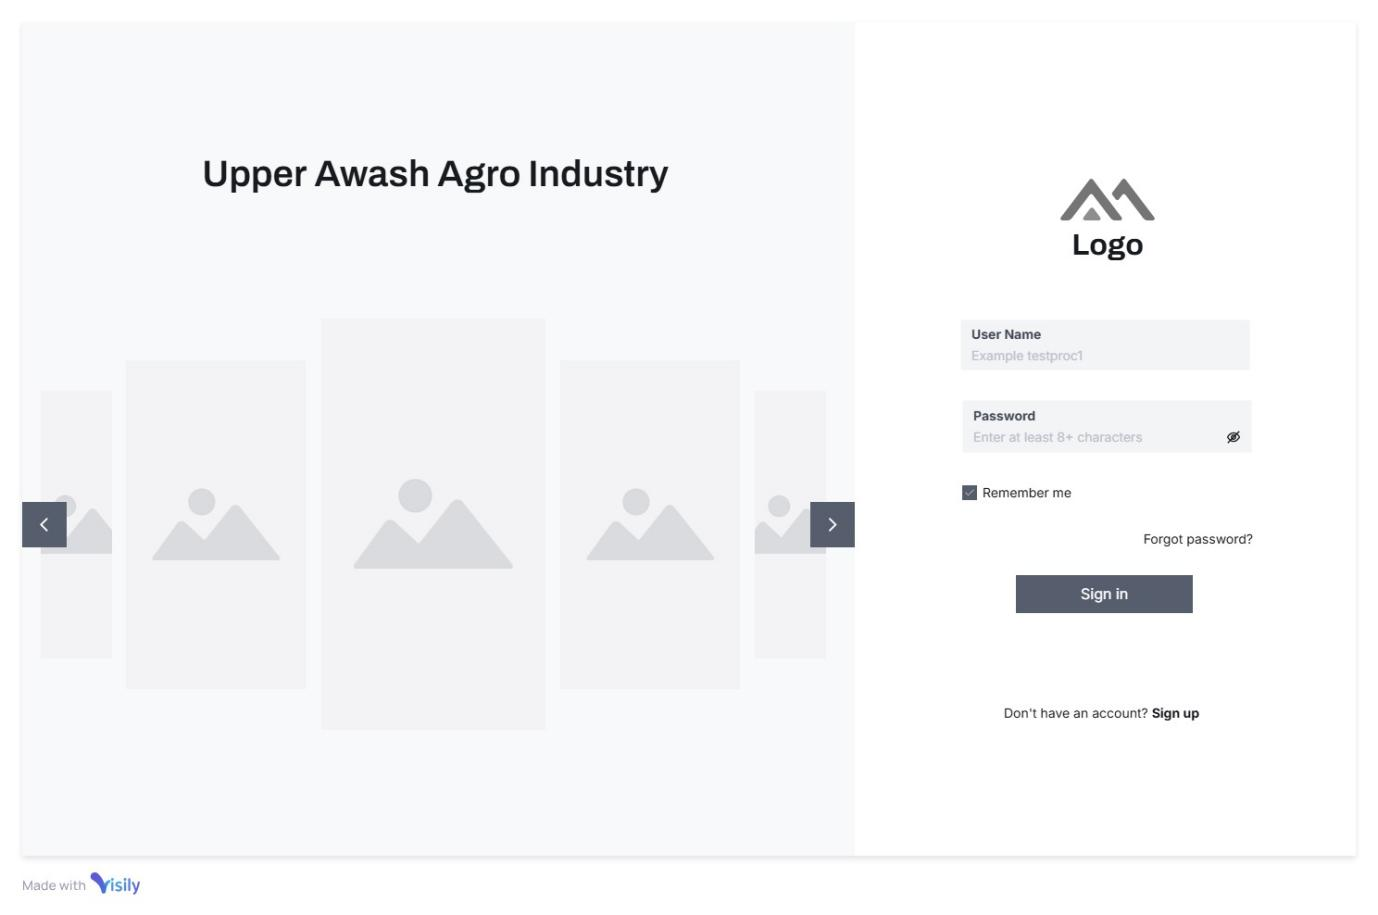 Upper Awash Agro Industry
Logo
User Name
Example testproc1
Password
Enter at least 8+ characters
Remember me
Forgot password?
Sign in
Don't have an account? Sign up
Made with Visily